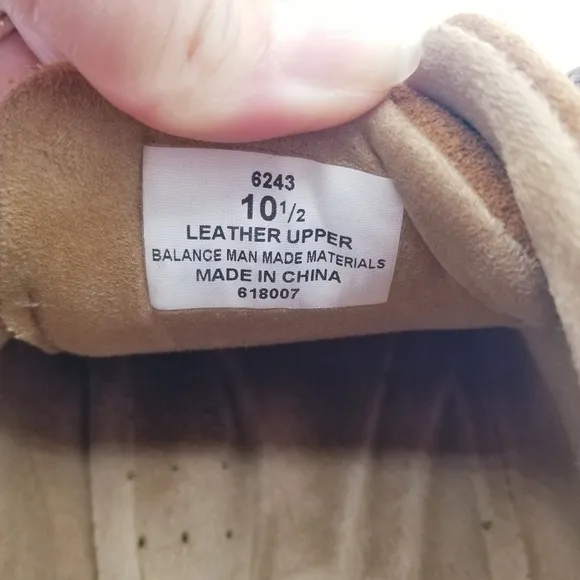 6243
10 1/2
LEATHER UPPER
BALANCE MAN MADE MATERIALS
MADE IN CHINA
618007